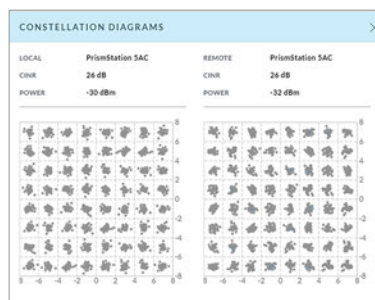 CONSTELLATION DIAGRAMS
LOCAL PrismStation 5AC
CINR 26 dB
POWER -30 dBm
REMOTE PrismStation 5AC
CINR 26 dB
POWER -32 dBm
8
6
4
2
0
-2
-4
-6
-8
8 -6 -4 -2 0 2 4 6 8
8
6
4
2
0
-2
-4
-6
-8
8 -6 -4 -2 0 2 4 6 8